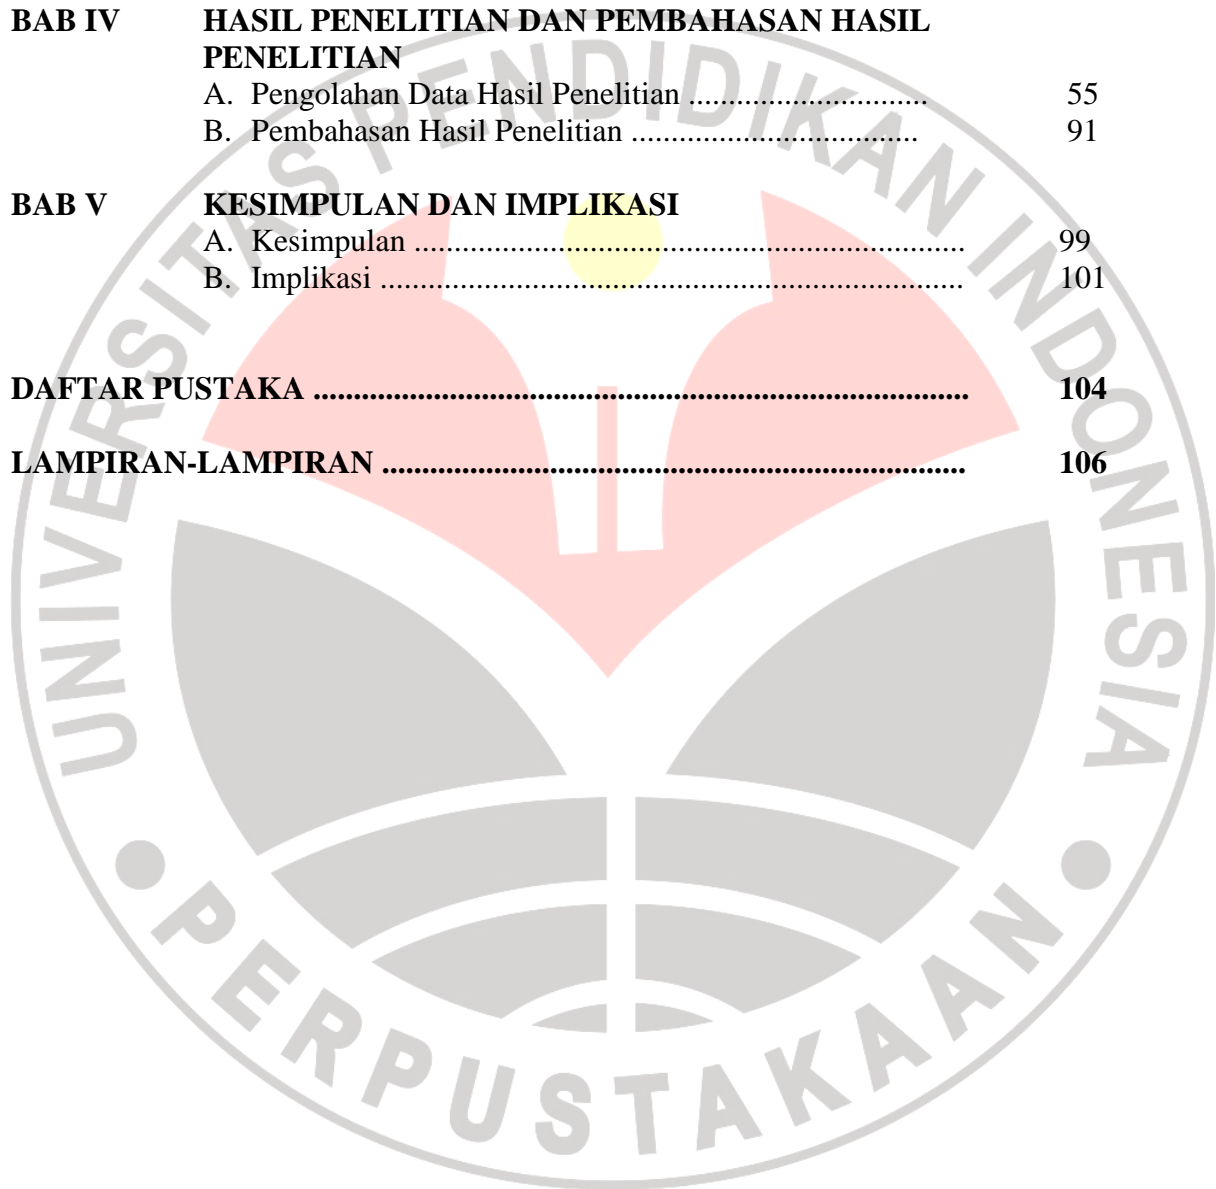 BAB IV HASIL PENELITIAN DAN PEMBAHASAN HASIL
PENELITIAN
A. Pengolahan Data Hasil Penelitian .............................. 55
B. Pembahasan Hasil Penelitian .................................... 91
BAB V KESIMPULAN DAN IMPLIKASI
A. Kesimpulan ..................................................................... 99
B. Implikasi ......................................................................... 101
DAFTAR PUSTAKA .................................................................................. 104
LAMPIRAN-LAMPIRAN ......................................................................... 106
UNIVERSITAS PENDIDIKAN INDONESIA
PERPUSTAKAAN